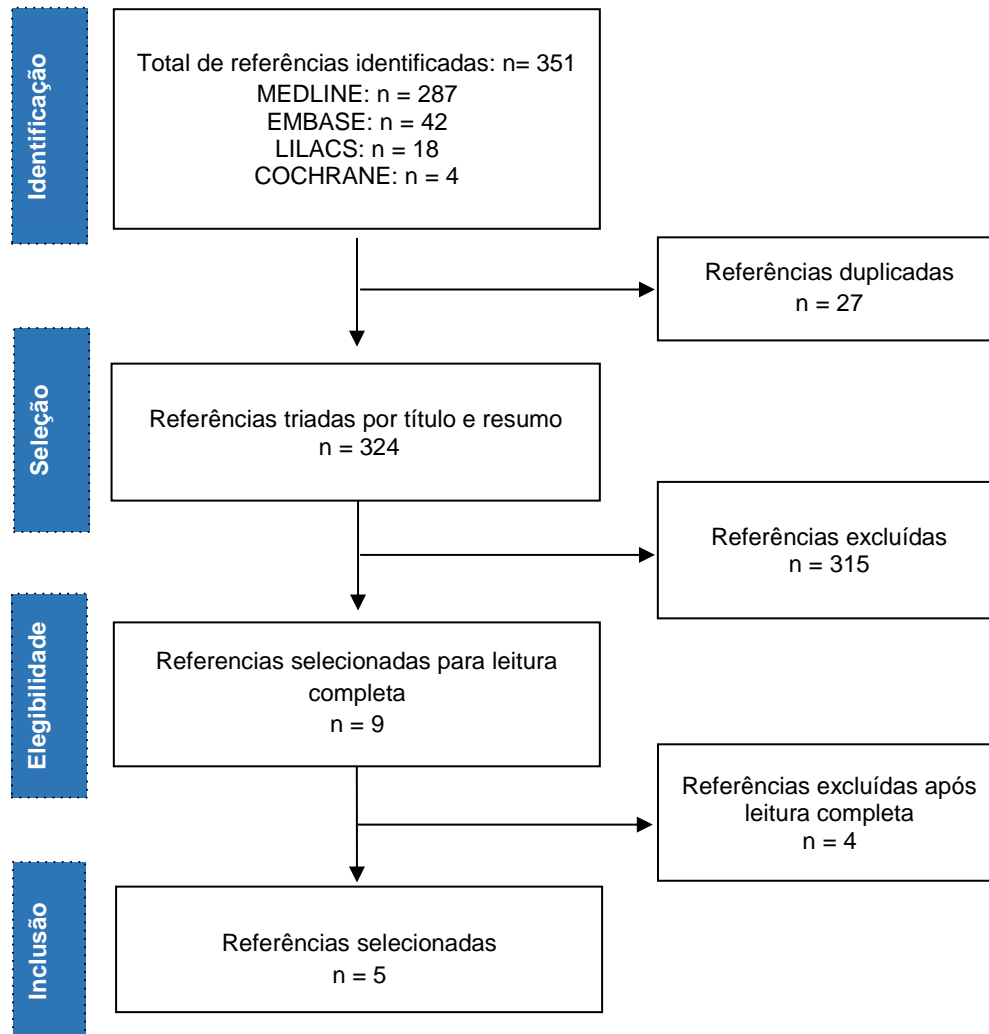 Identificação
Total de referências identificadas: n= 351
MEDLINE: n = 287
EMBASE: n = 42
LILACS: n = 18
COCHRANE: n = 4
Referências duplicadas
n = 27
Seleção
Referências triadas por título e resumo
n = 324
Referências excluídas
n = 315
Elegibilidade
Referencias selecionadas para leitura
completa
n = 9
Referências excluídas após
leitura completa
n = 4
Inclusão
Referências selecionadas
n = 5